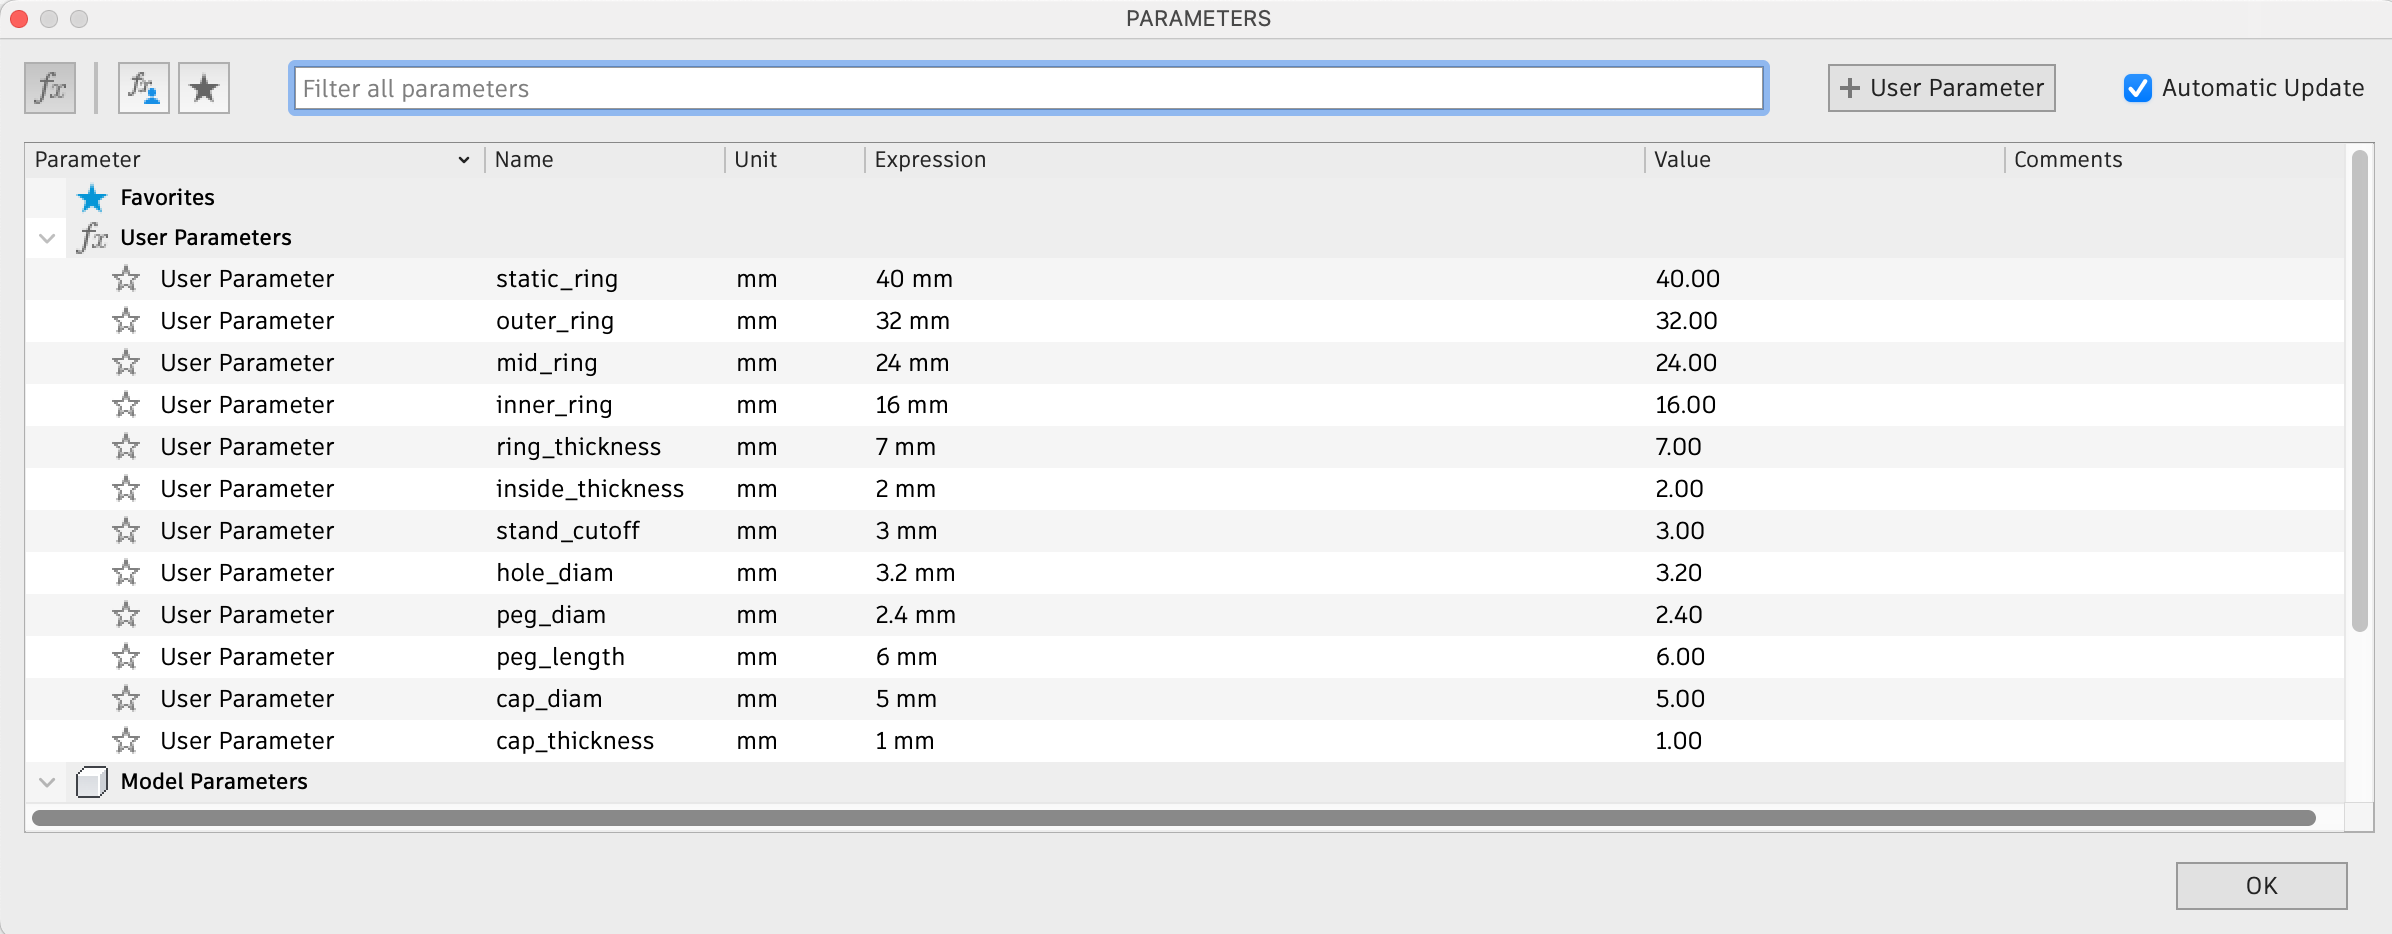 PARAMETERS
fx fx Filter all parameters + User Parameter Automatic Update
Parameter Name Unit Expression Value Comments
Favorites
fx User Parameters
User Parameter static_ring mm 40 mm 40.00
User Parameter outer_ring mm 32 mm 32.00
User Parameter mid_ring mm 24 mm 24.00
User Parameter inner_ring mm 16 mm 16.00
User Parameter ring_thickness mm 7 mm 7.00
User Parameter inside_thickness mm 2 mm 2.00
User Parameter stand_cutoff mm 3 mm 3.00
User Parameter hole_diam mm 3.2 mm 3.20
User Parameter peg_diam mm 2.4 mm 2.40
User Parameter peg_length mm 6 mm 6.00
User Parameter cap_diam mm 5 mm 5.00
User Parameter cap_thickness mm 1 mm 1.00
Model Parameters
OK